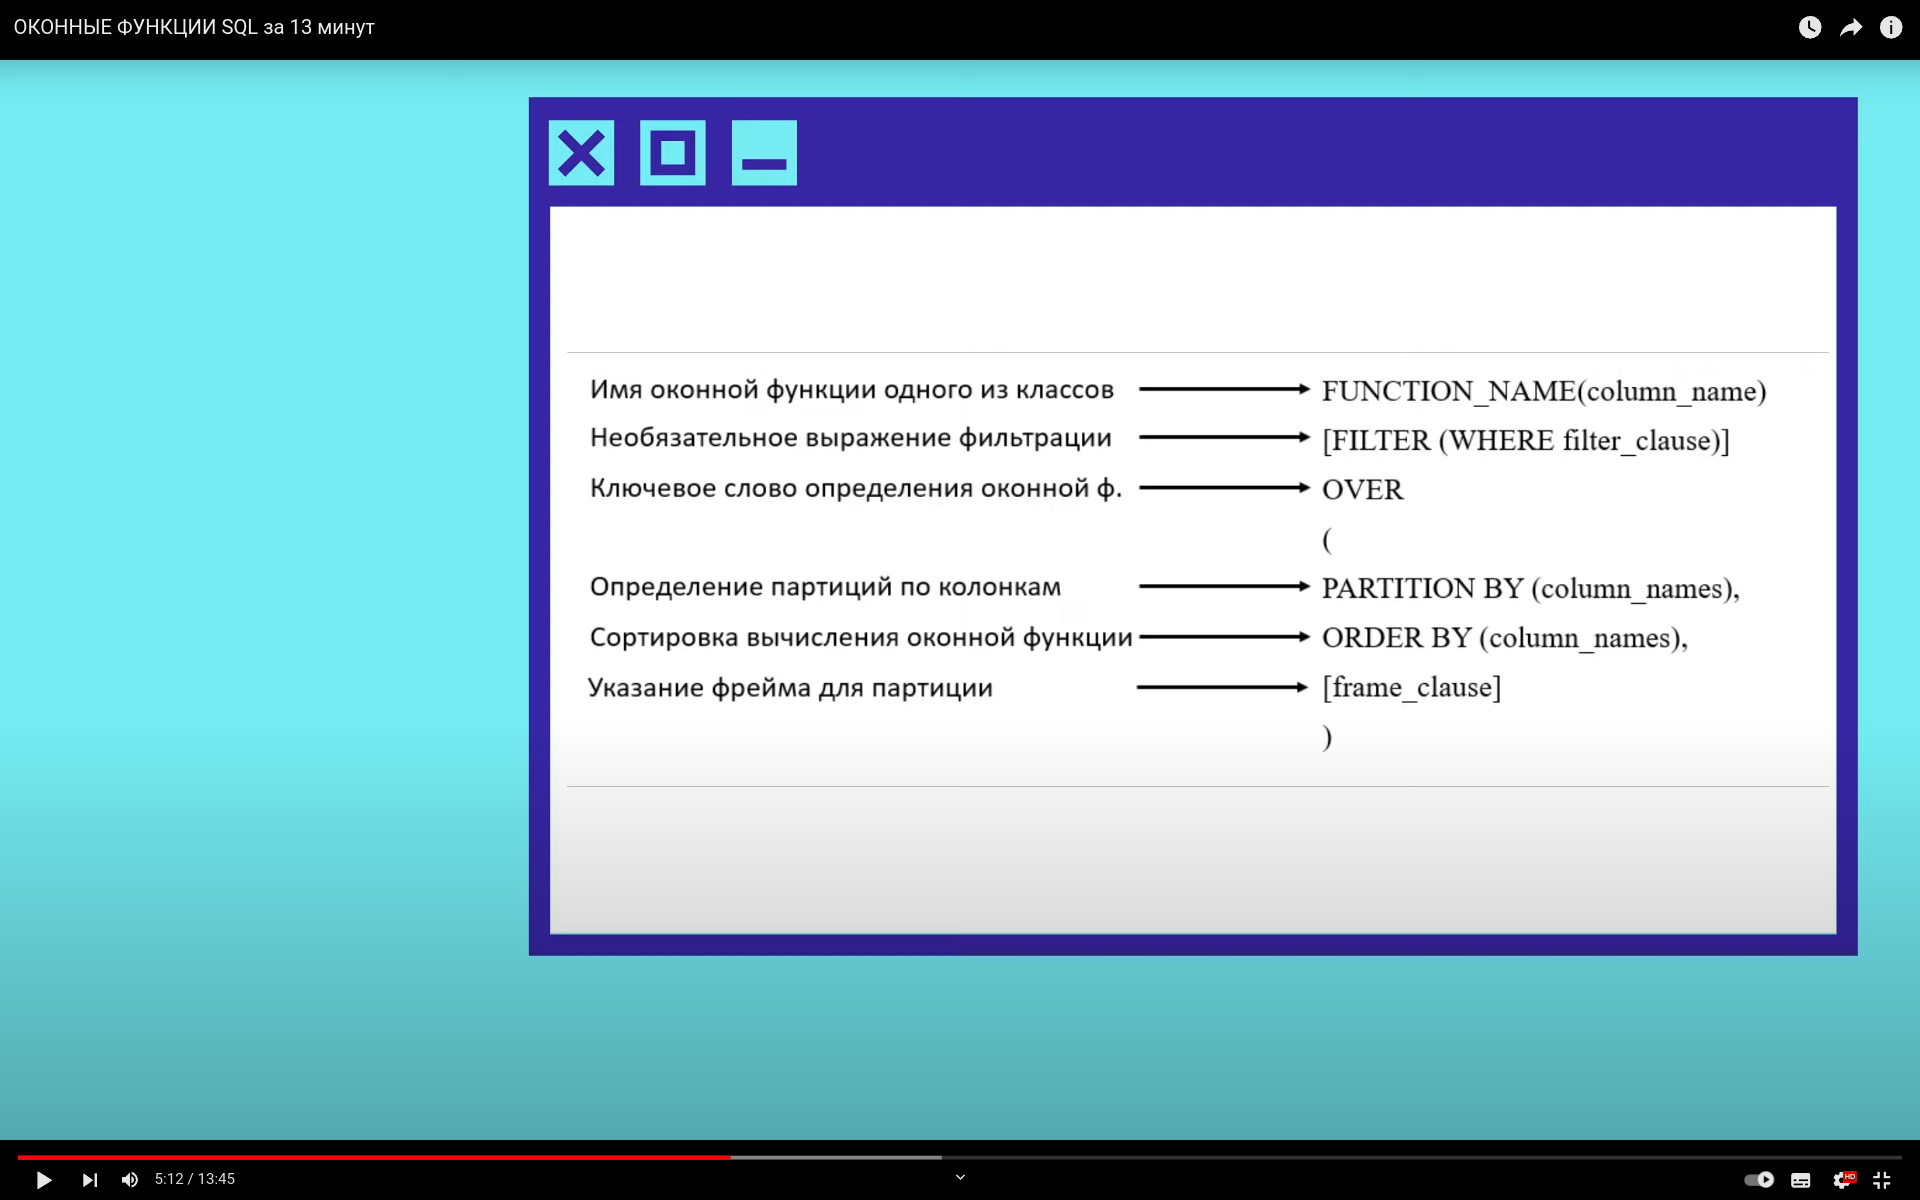 ОКОННЫЕ ФУНКЦИИ SQL за 13 минут
Имя оконной функции одного из классов FUNCTION_NAME(column_name)
Необязательное выражение фильтрации [FILTER (WHERE filter_clause)]
Ключевое слово определения оконной ф. OVER
(
Определение партиций по колонкам PARTITION BY (column_names),
Сортировка вычисления оконной функции ORDER BY (column_names),
Указание фрейма для партиции [frame_clause]
)
5:12 / 13:45
HD